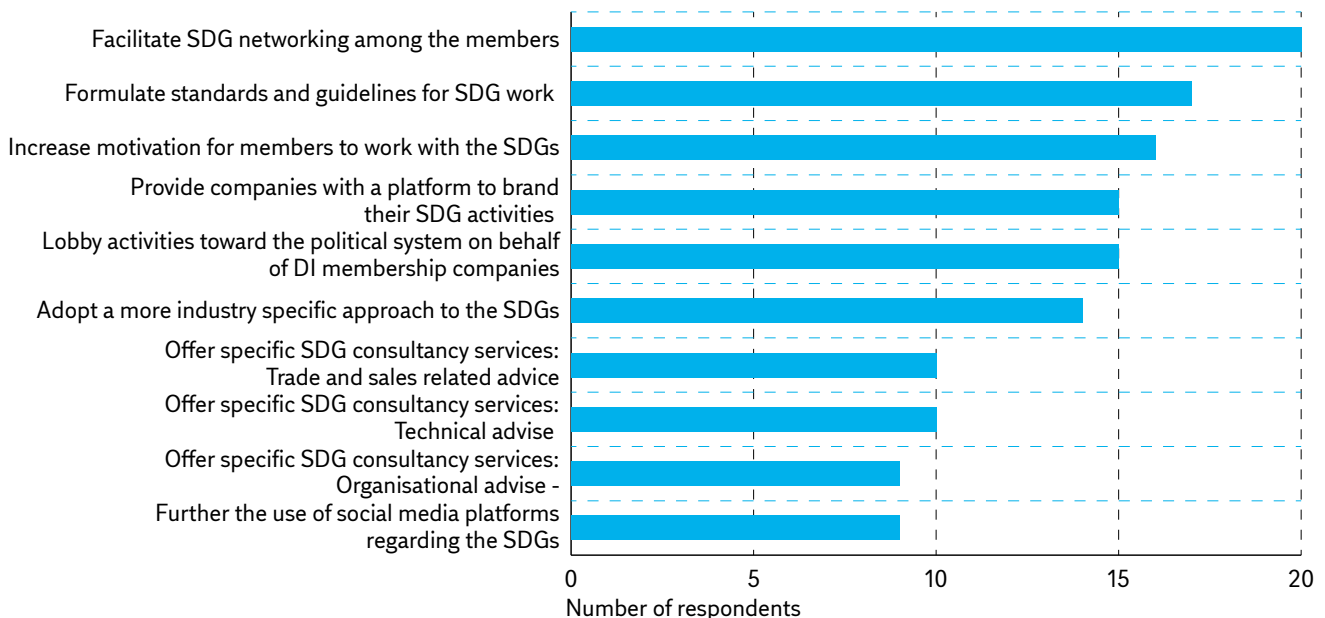 Facilitate SDG networking among the members
Formulate standards and guidelines for SDG work
Increase motivation for members to work with the SDGs
Provide companies with a platform to brand
their SDG activities
Lobby activities toward the political system on behalf
of DI membership companies
Adopt a more industry specific approach to the SDGs
Offer specific SDG consultancy services:
Trade and sales related advice
Offer specific SDG consultancy services:
Technical advise
Offer specific SDG consultancy services:
Organisational advise -
Further the use of social media platforms
regarding the SDGs
0 5 10 15 20
Number of respondents